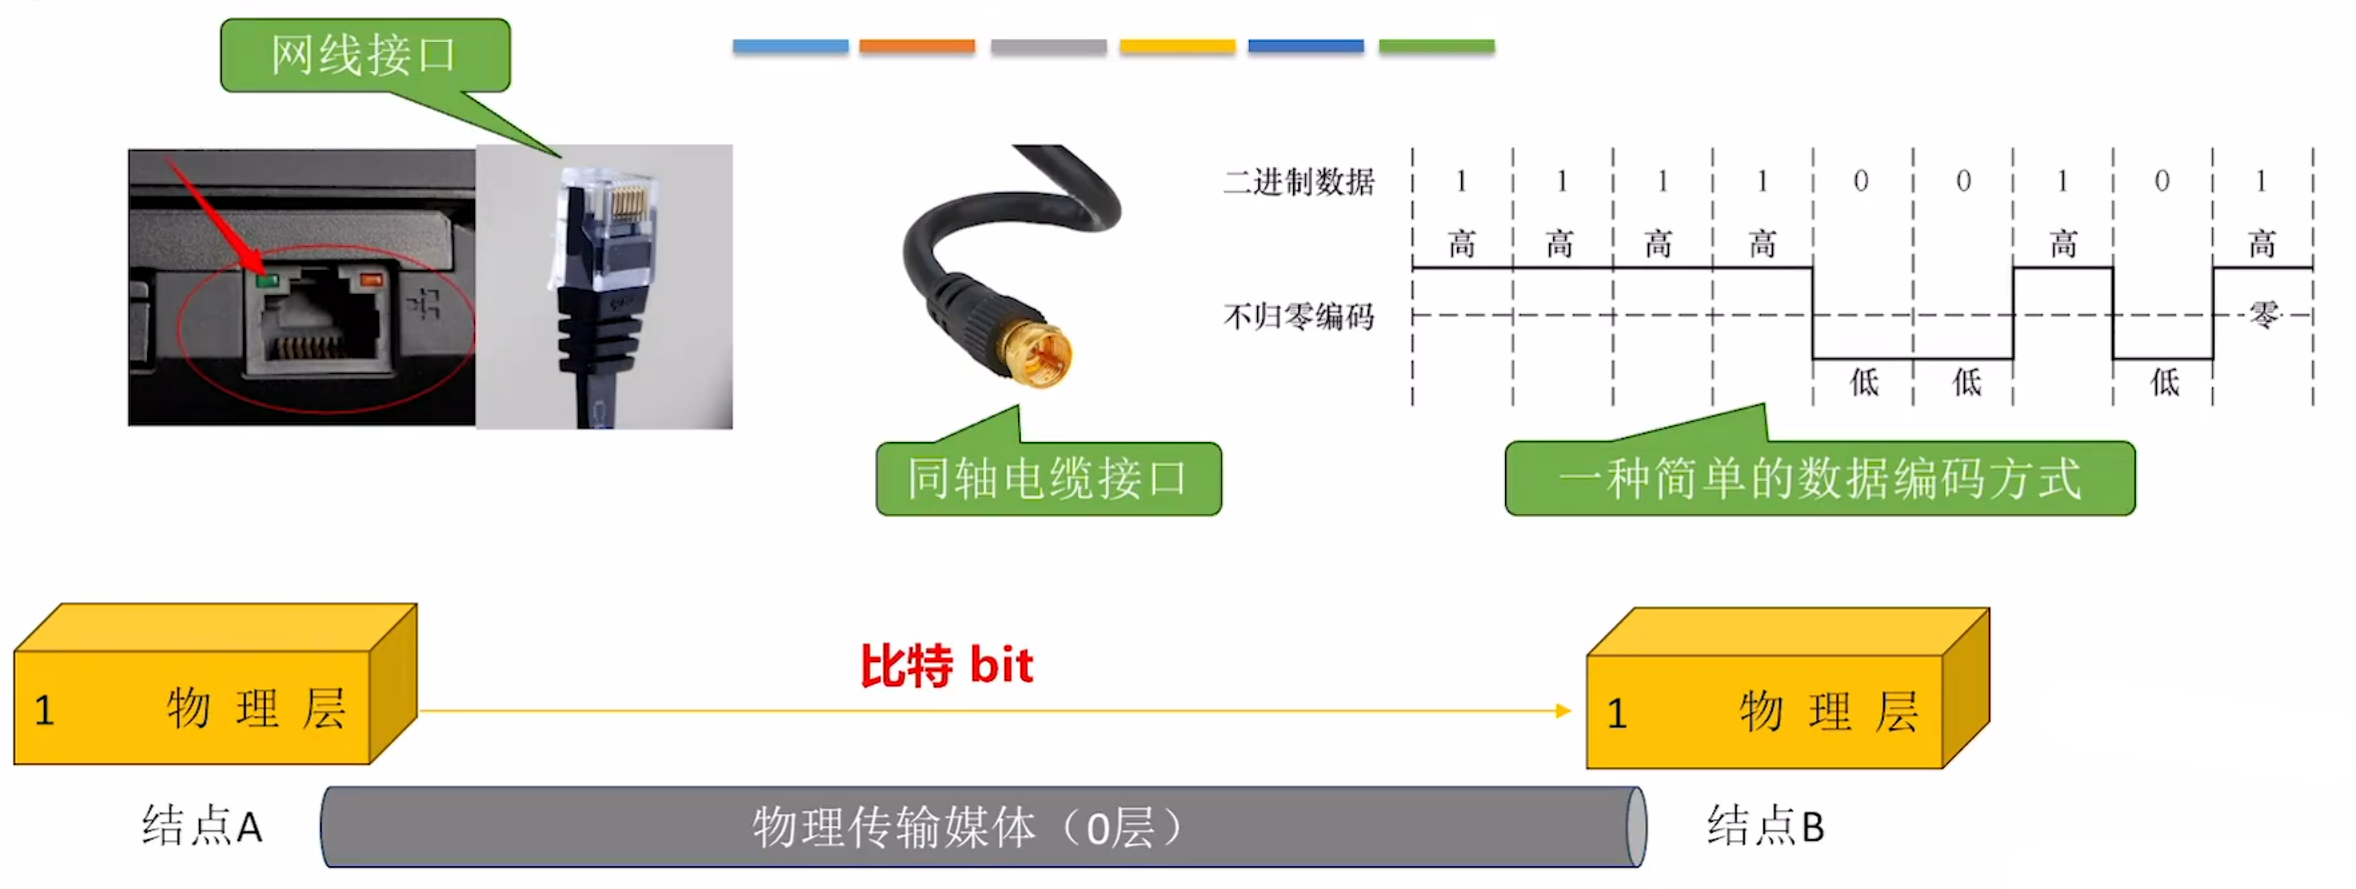 网线接口
二进制数据 1 1 1 1 0 0 1 0 1
高 高 高 高 高 高
不归零编码 零
低 低 低
同轴电缆接口
一种简单的数据编码方式
比特 bit
1 物理层
1 物理层
结点A
物理传输媒体（0层）
结点B